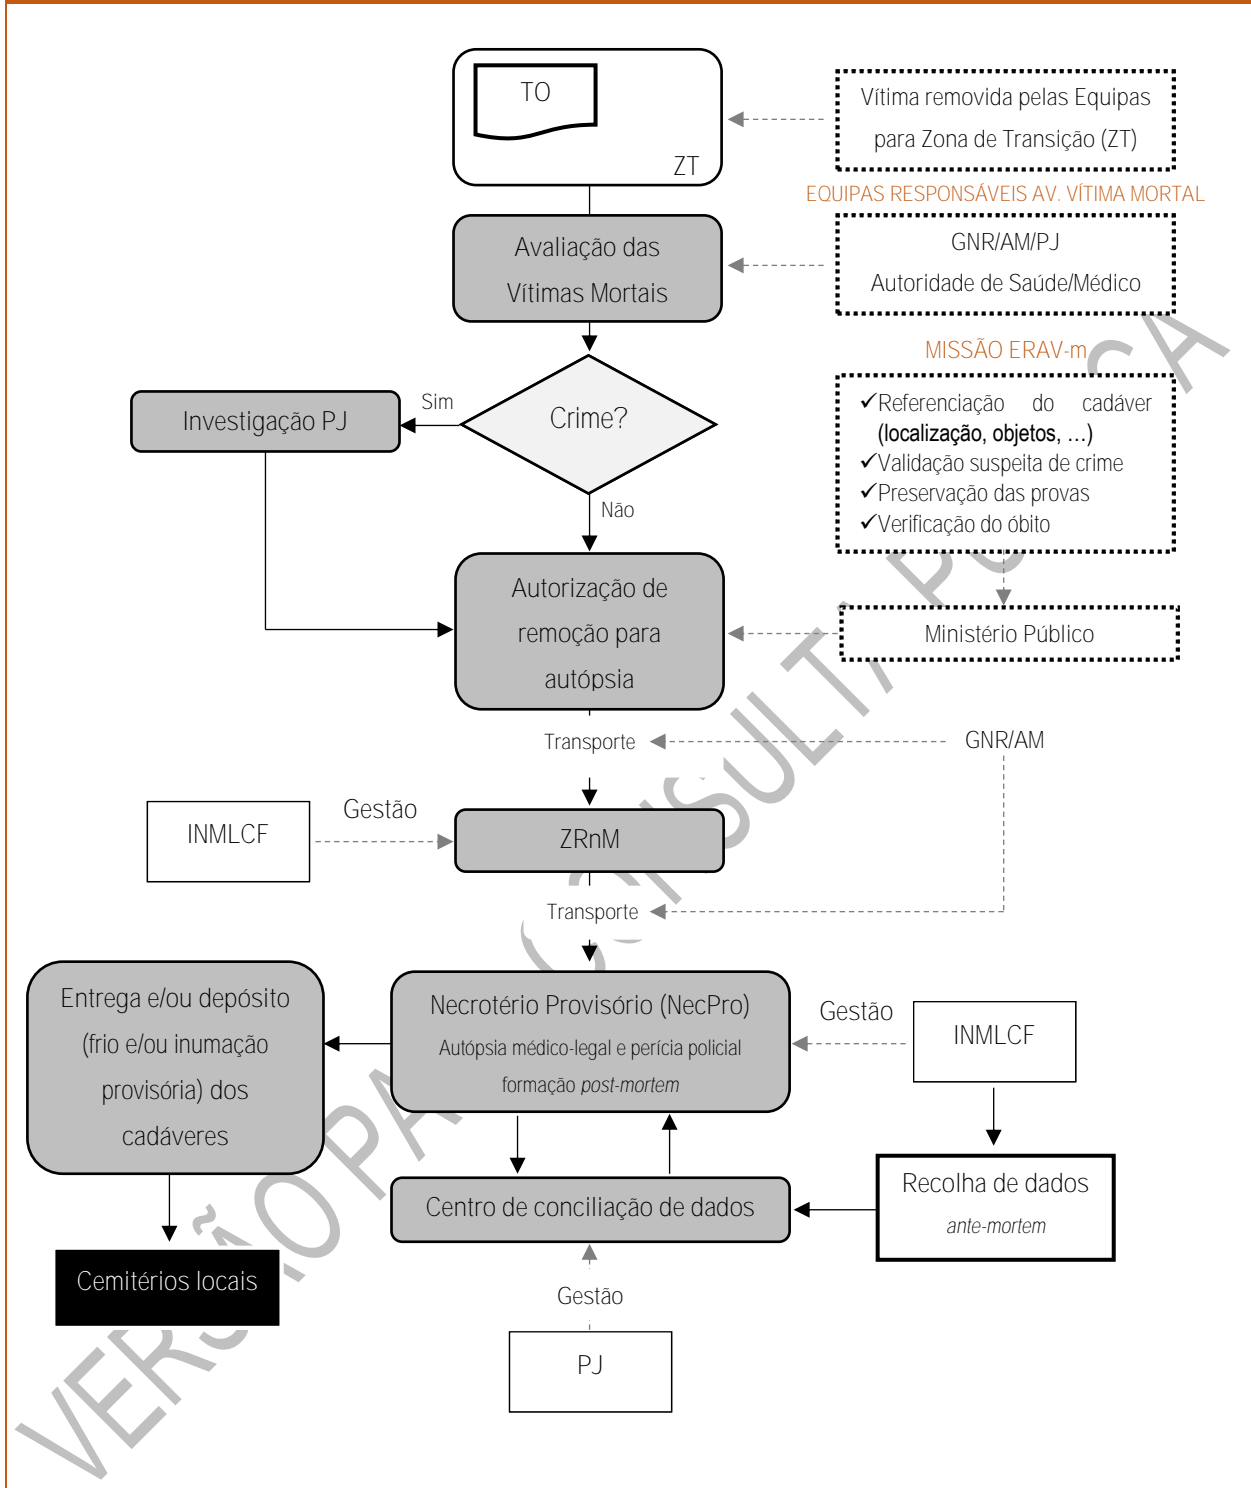 TO
ZT
Vítima removida pelas Equipas
para Zona de Transição (ZT)
EQUIPAS RESPONSÁVEIS AV. VÍTIMA MORTAL
Avaliação das
Vítimas Mortais
GNR/AM/PJ
Autoridade de Saúde/Médico
MISSÃO ERAV-m
Crime?
Sim
Investigação PJ
Não
✓Referenciação do cadáver
(localização, objetos, ...)
✓Validação suspeita de crime
✓Preservação das provas
✓Verificação do óbito
Autorização de
remoção para
autópsia
Ministério Público
Transporte
GNR/AM
INMLCF
Gestão
ZRnM
Transporte
Entrega e/ou depósito
(frio e/ou inumação
provisória) dos
cadáveres
Necrotério Provisório (NecPro)
Autópsia médico-legal e perícia policial
formação post-mortem
Gestão
INMLCF
Centro de conciliação de dados
Recolha de dados
ante-mortem
Cemitérios locais
Gestão
PJ
VERSÃO
CONSULTA